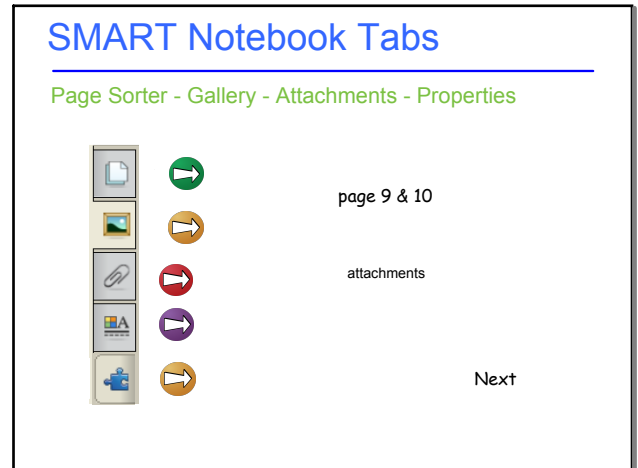 SMART Notebook Tabs
Page Sorter - Gallery - Attachments - Properties
page 9 & 10
attachments
A
Next